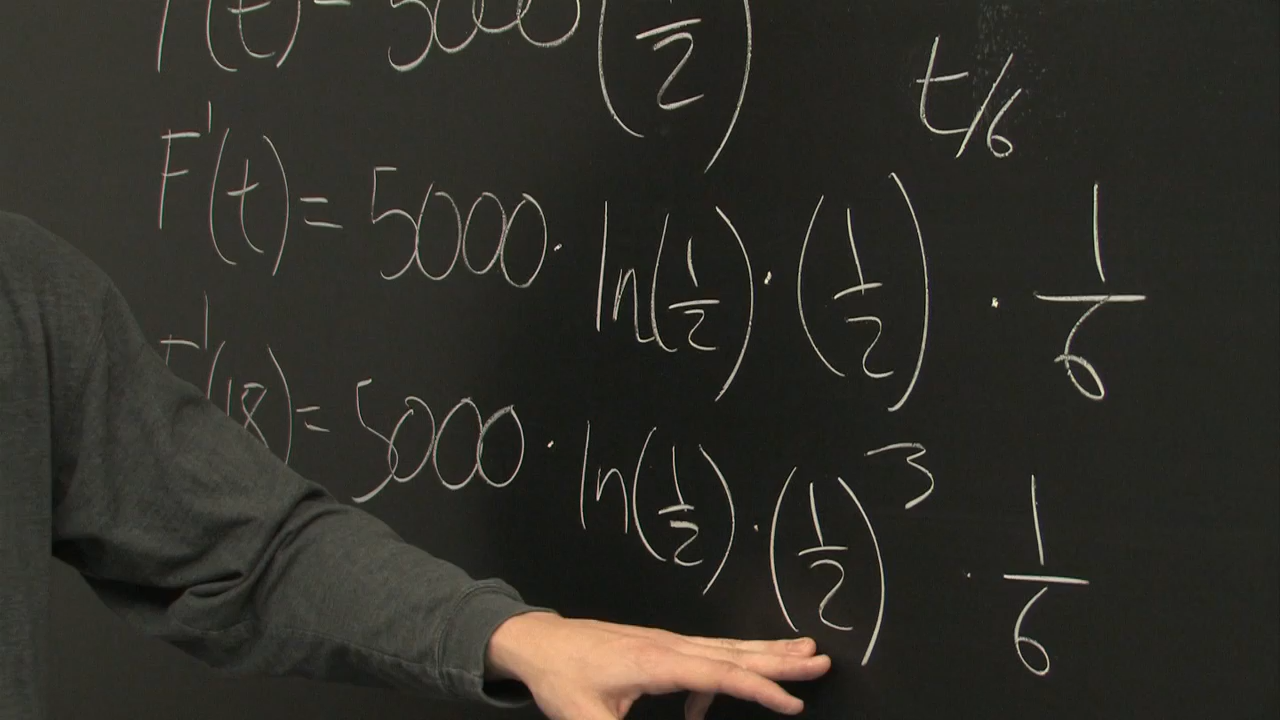 F(t) = 5000 (1/2)
F'(t) = 5000 · ln(1/2) · (1/2)^t/6 · 1/6
F'(18) = 5000 · ln(1/2) · (1/2)^3 · 1/6